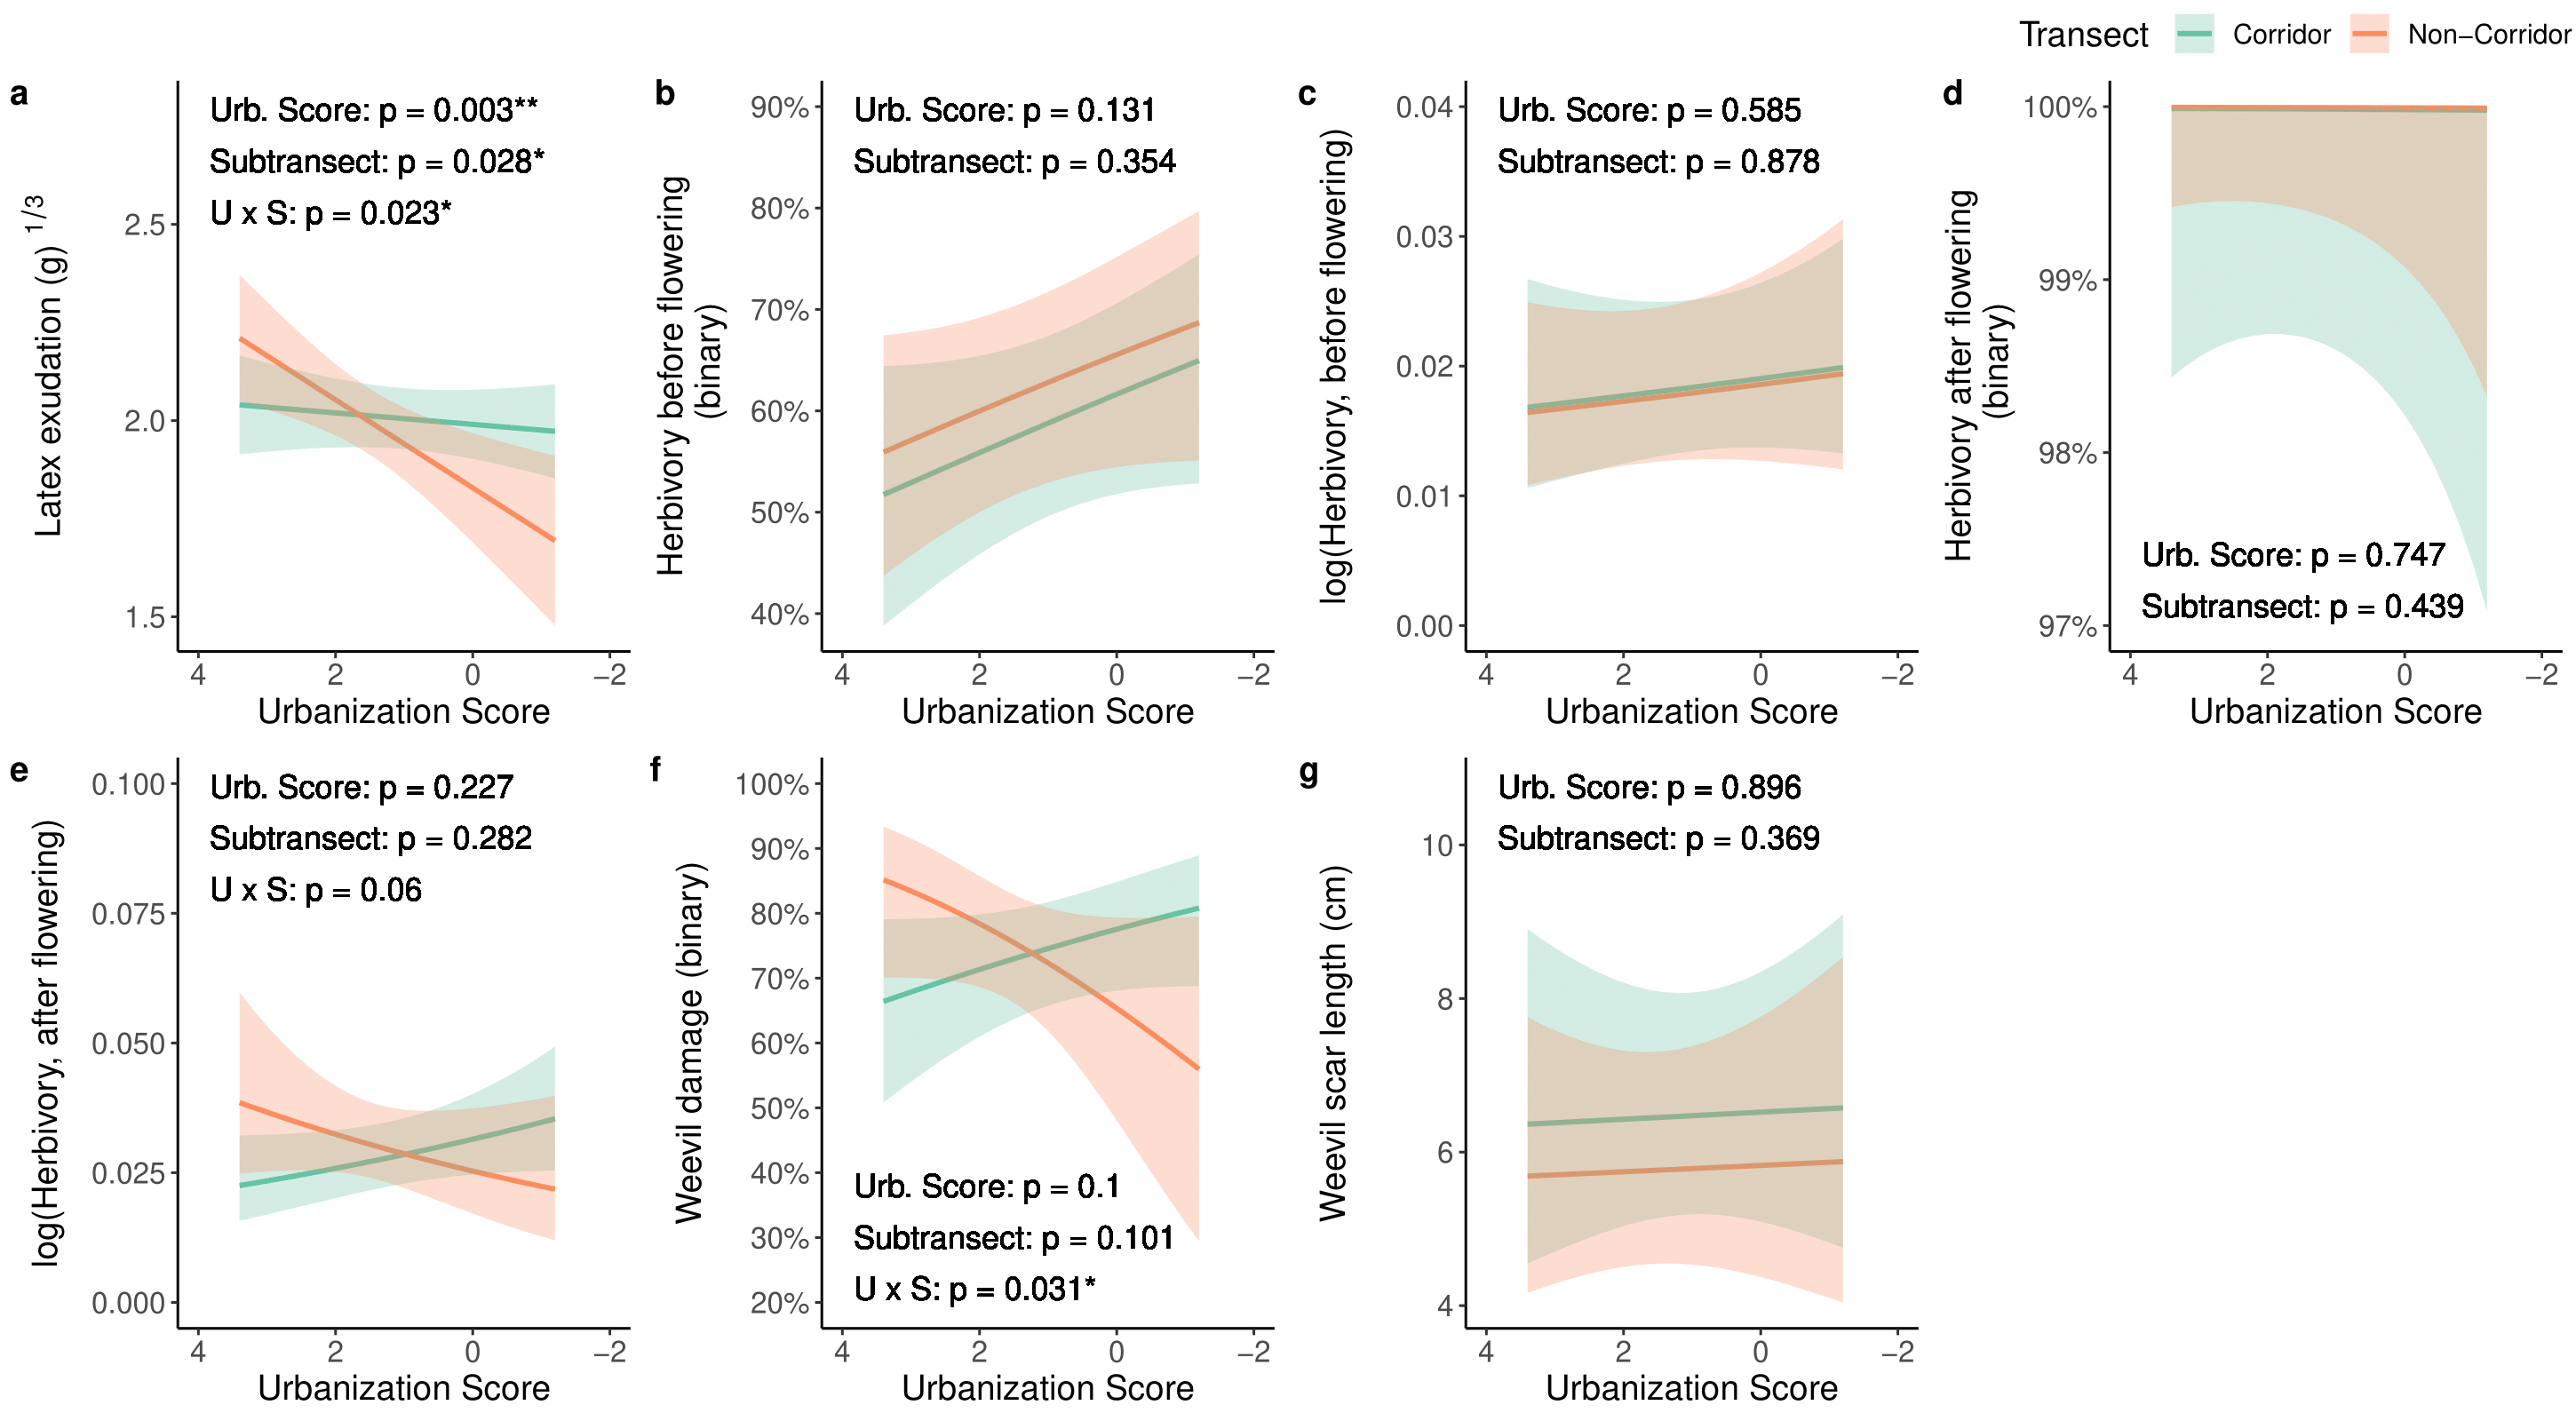 Transect Corridor Non−Corridor
a
Urb. Score: p = 0.003**
Subtransect: p = 0.028*
U x S: p = 0.023*
Latex exudation (g) 1/3
2.5
2.0
1.5
4 2 0 −2
Urbanization Score
b
Urb. Score: p = 0.131
Subtransect: p = 0.354
Herbivory before flowering
(binary)
90%
80%
70%
60%
50%
40%
4 2 0 −2
Urbanization Score
c
Urb. Score: p = 0.585
Subtransect: p = 0.878
log(Herbivory, before flowering)
0.04
0.03
0.02
0.01
0.00
4 2 0 −2
Urbanization Score
d
Herbivory after flowering
(binary)
100%
99%
98%
97%
Urb. Score: p = 0.747
Subtransect: p = 0.439
4 2 0 −2
Urbanization Score
e
Urb. Score: p = 0.227
Subtransect: p = 0.282
U x S: p = 0.06
log(Herbivory, after flowering)
0.100
0.075
0.050
0.025
0.000
4 2 0 −2
Urbanization Score
f
Weevil damage (binary)
100%
90%
80%
70%
60%
50%
40%
30%
20%
Urb. Score: p = 0.1
Subtransect: p = 0.101
U x S: p = 0.031*
4 2 0 −2
Urbanization Score
g
Urb. Score: p = 0.896
Subtransect: p = 0.369
Weevil scar length (cm)
10
8
6
4
4 2 0 −2
Urbanization Score